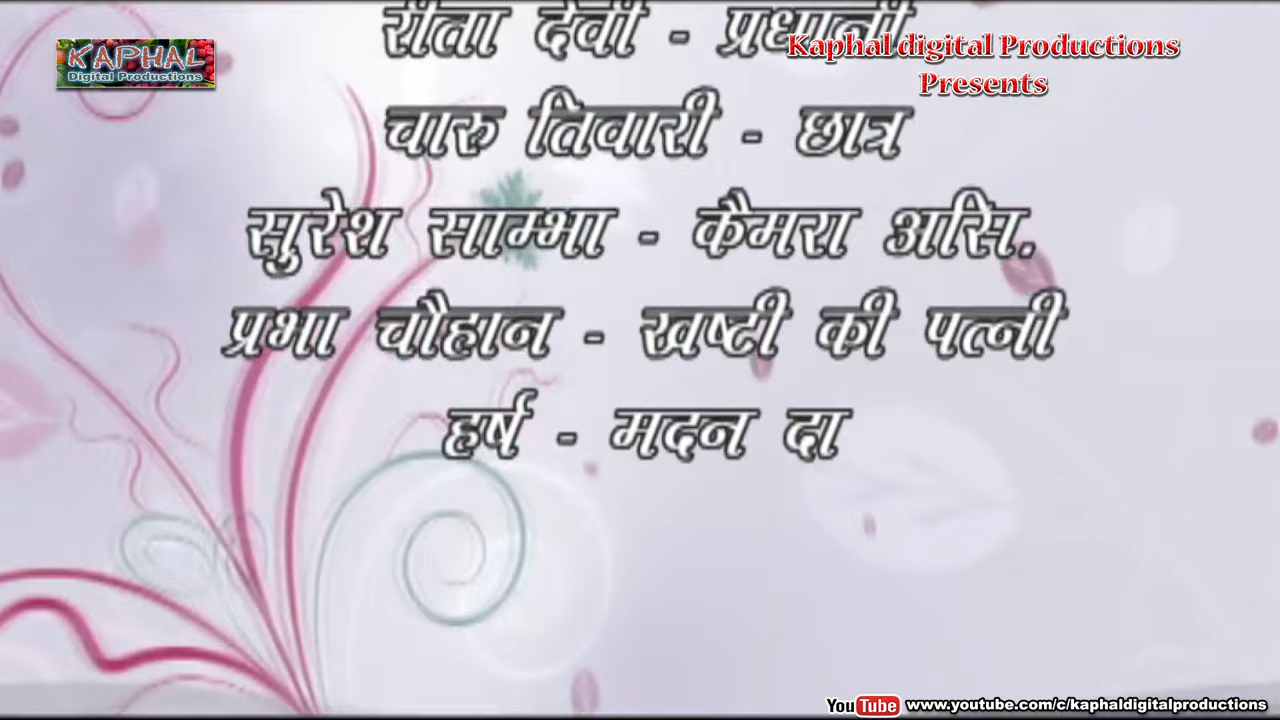 रीता देवी - प्रधानी
KAPHAL
Digital Productions
Kaphal digital Productions
Presents
चारु तिवारी - छात्र
सुरेश साम्भा - कैमरा असि.
प्रभा चौहान - खष्टी की पत्नी
हर्ष - मदन दा
YouTube www.youtube.com/c/kaphaldigitalproductions